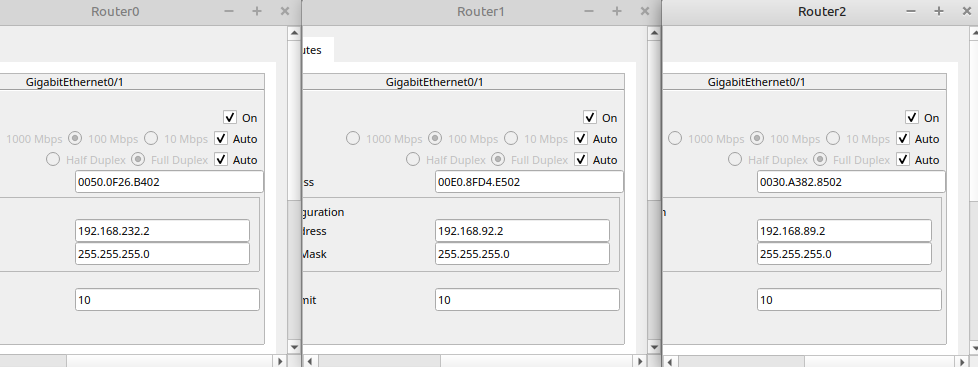 Router0
GigabitEthernet0/1
On
1000 Mbps 100 Mbps 10 Mbps Auto
Half Duplex Full Duplex Auto
0050.0F26.B402
192.168.232.2
255.255.255.0
10
Router1
utes
GigabitEthernet0/1
On
1000 Mbps 100 Mbps 10 Mbps Auto
Half Duplex Full Duplex Auto
ss 00E0.8FD4.E502
guration
dress 192.168.92.2
Mask 255.255.255.0
mit 10
Router2
GigabitEthernet0/1
On
1000 Mbps 100 Mbps 10 Mbps Auto
Half Duplex Full Duplex Auto
0030.A382.8502
n
192.168.89.2
255.255.255.0
10